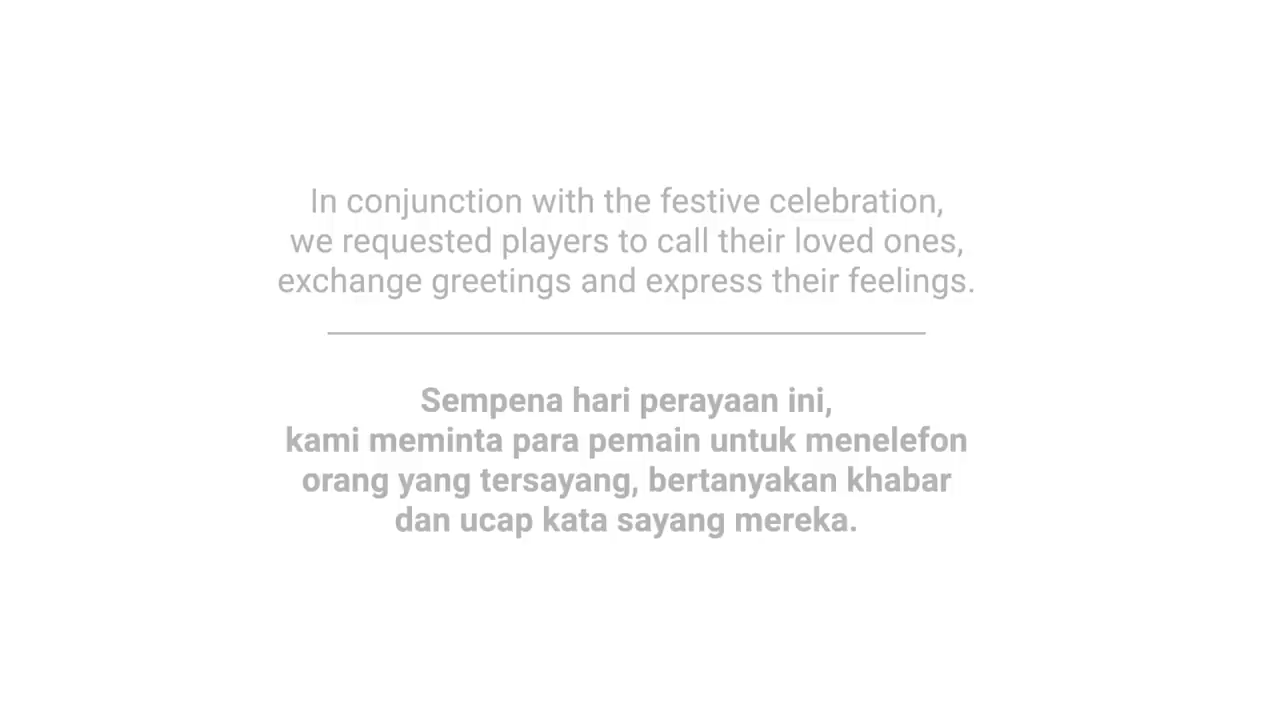 In conjunction with the festive celebration,
we requested players to call their loved ones,
exchange greetings and express their feelings.
Sempena hari perayaan ini,
kami meminta para pemain untuk menelefon
orang yang tersayang, bertanyakan khabar
dan ucap kata sayang mereka.